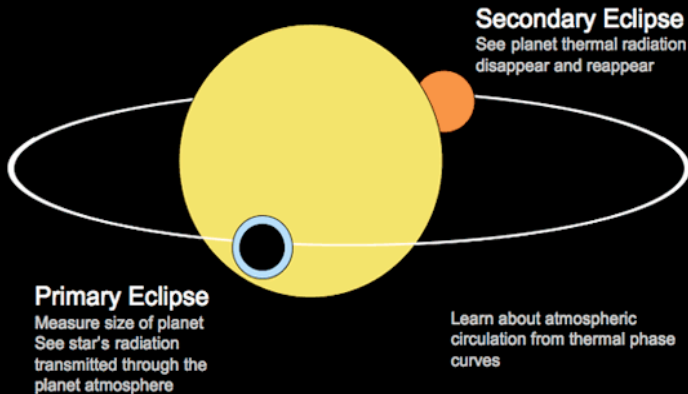 Secondary Eclipse
See planet thermal radiation
disappear and reappear
Primary Eclipse
Measure size of planet
See star's radiation
transmitted through the
planet atmosphere
Learn about atmospheric
circulation from thermal phase
curves